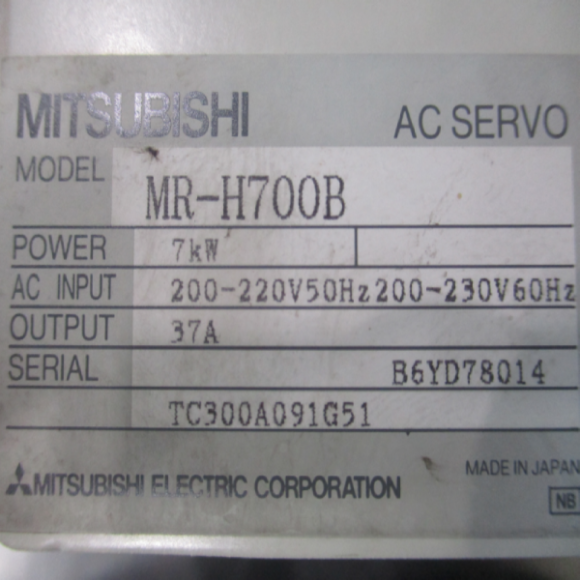 MITSUBISHI AC SERVO
MODEL MR-H700B
POWER 7kW
AC INPUT 200-220V50Hz200-230V60Hz
OUTPUT 37A
SERIAL B6YD78014
TC300A091G51
MITSUBISHI ELECTRIC CORPORATION MADE IN JAPAN
NB